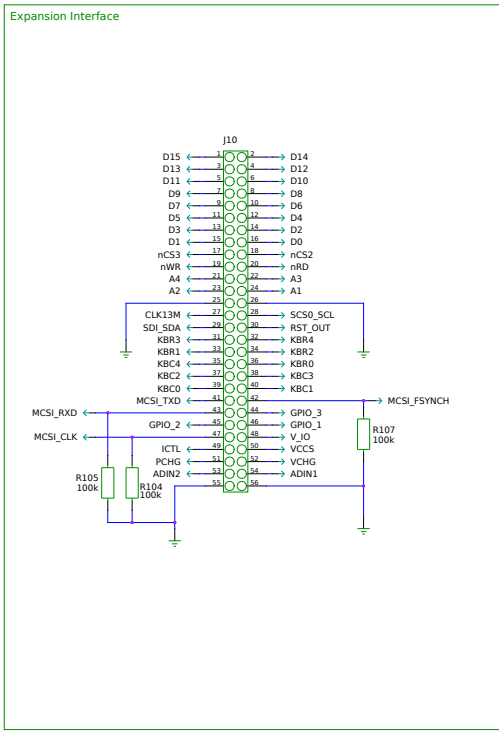 Expansion Interface
J10
D15 1 2 D14
D13 3 4 D12
D11 5 6 D10
D9 7 8 D8
D7 9 10 D6
D5 11 12 D4
D3 13 14 D2
D1 15 16 D0
nCS3 17 18 nCS2
nWR 19 20 nRD
A4 21 22 A3
A2 23 24 A1
25 26
CLK13M 27 28 SCS0_SCL
SDI_SDA 29 30 RST_OUT
KBR3 31 32 KBR4
KBR1 33 34 KBR2
KBC4 35 36 KBR0
KBC2 37 38 KBC3
KBC0 39 40 KBC1
MCSI_TXD 41 42 MCSI_FSYNCH
MCSI_RXD 43 44 GPIO_3
GPIO_2 45 46 GPIO_1
MCSI_CLK 47 48 V_IO
ICTL 49 50 VCCS
PCHG 51 52 VCHG
ADIN2 53 54 ADIN1
55 56
R107
100k
R105
100k
R104
100k